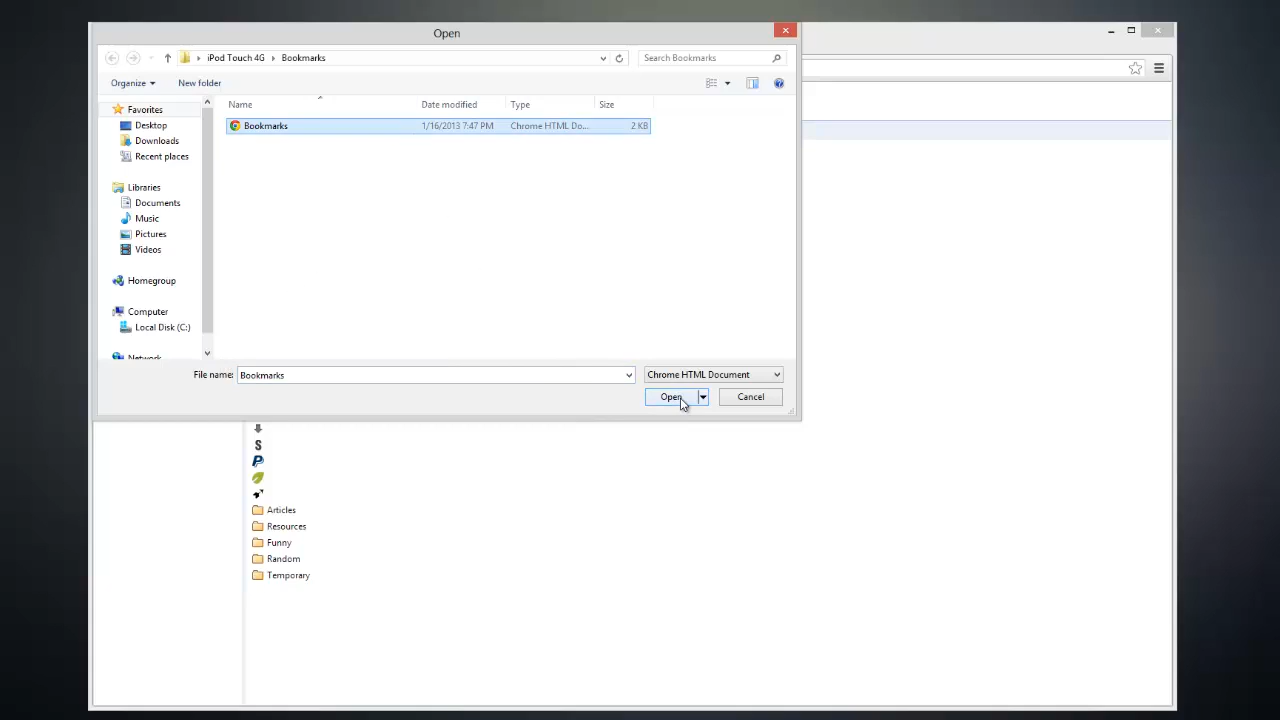 Open
iPod Touch 4G Bookmarks
Search Bookmarks
Organize
New folder
Name
Date modified
Type
Size
Bookmarks
1/16/2013 7:47 PM
Chrome HTML Do...
2 KB
Favorites
Desktop
Downloads
Recent places
Libraries
Documents
Music
Pictures
Videos
Homegroup
Computer
Local Disk (C:)
Network
File name:
Bookmarks
Chrome HTML Document
Open
Cancel
Articles
Resources
Funny
Random
Temporary